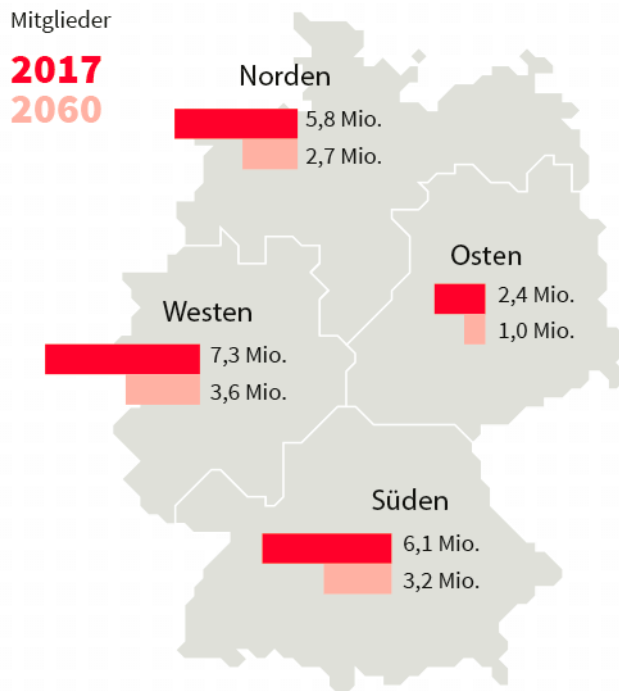 Mitglieder
2017
2060
Norden
5,8 Mio.
2,7 Mio.
Osten
2,4 Mio.
1,0 Mio.
Westen
7,3 Mio.
3,6 Mio.
Süden
6,1 Mio.
3,2 Mio.